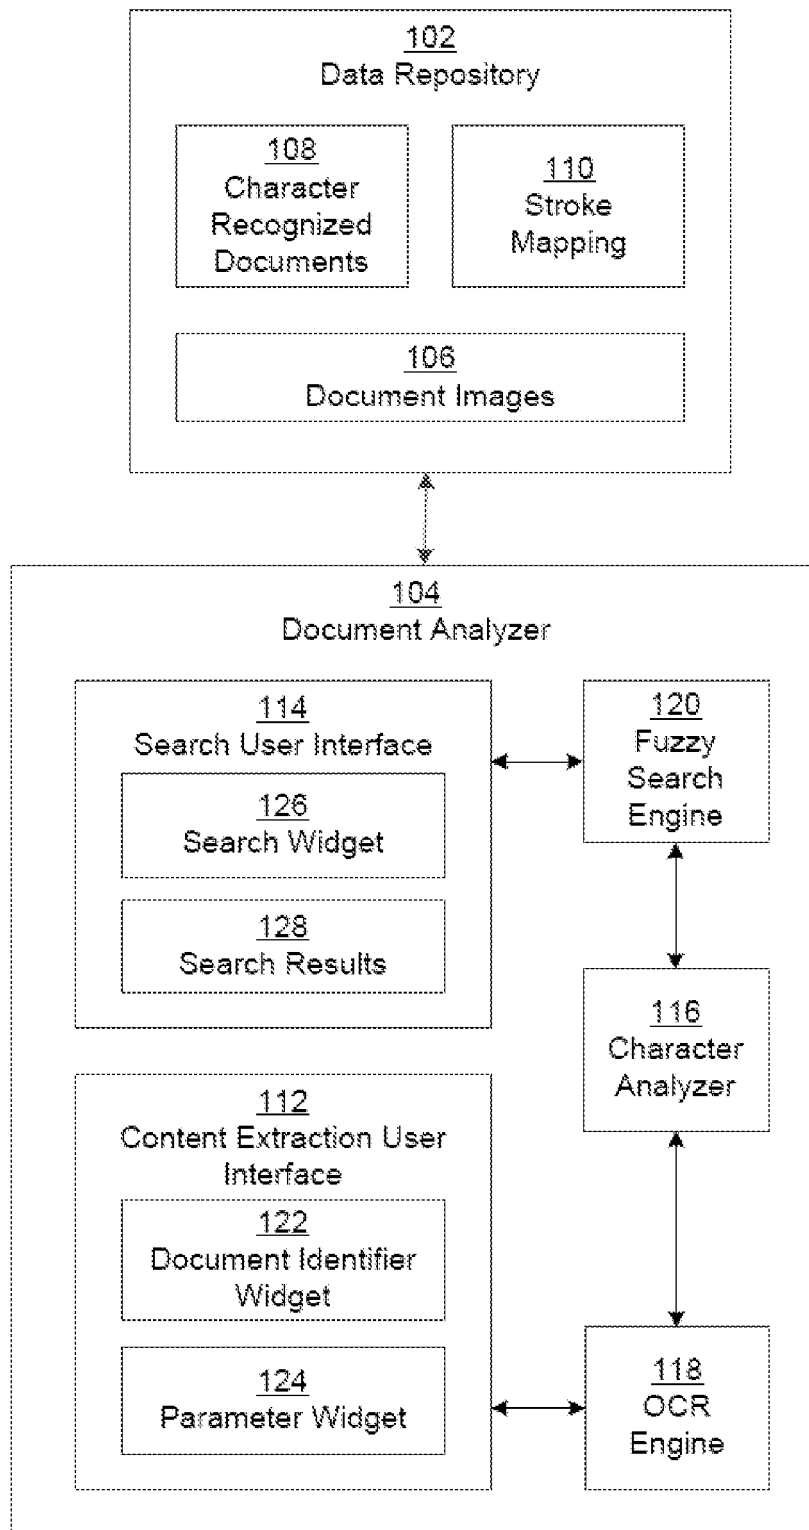 102
Data Repository
108
Character
Recognized
Documents
110
Stroke
Mapping
106
Document Images
104
Document Analyzer
114
Search User Interface
126
Search Widget
128
Search Results
120
Fuzzy
Search
Engine
116
Character
Analyzer
112
Content Extraction User
Interface
122
Document Identifier
Widget
124
Parameter Widget
118
OCR
Engine